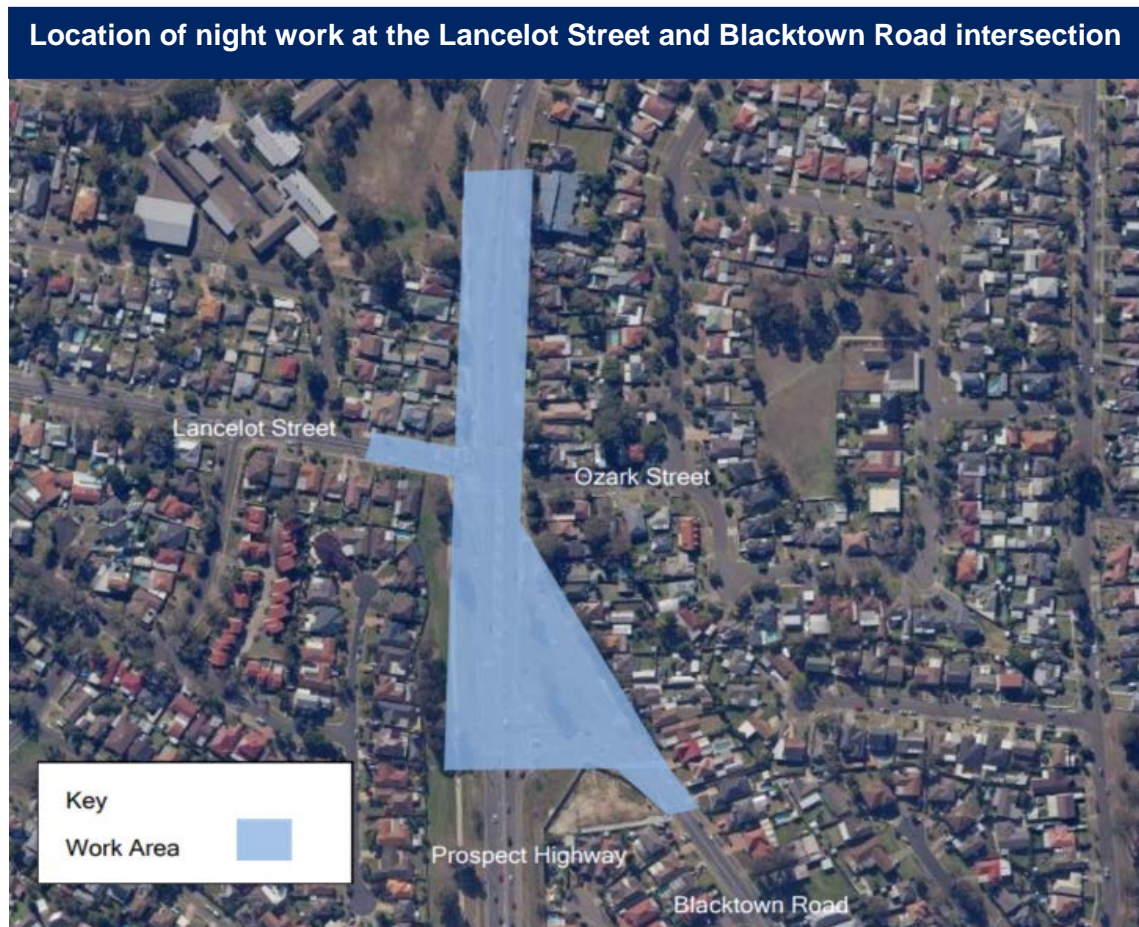 Location of night work at the Lancelot Street and Blacktown Road intersection
Lancelot Street
Ozark Street
Key
Work Area
Prospect Highway
Blacktown Road